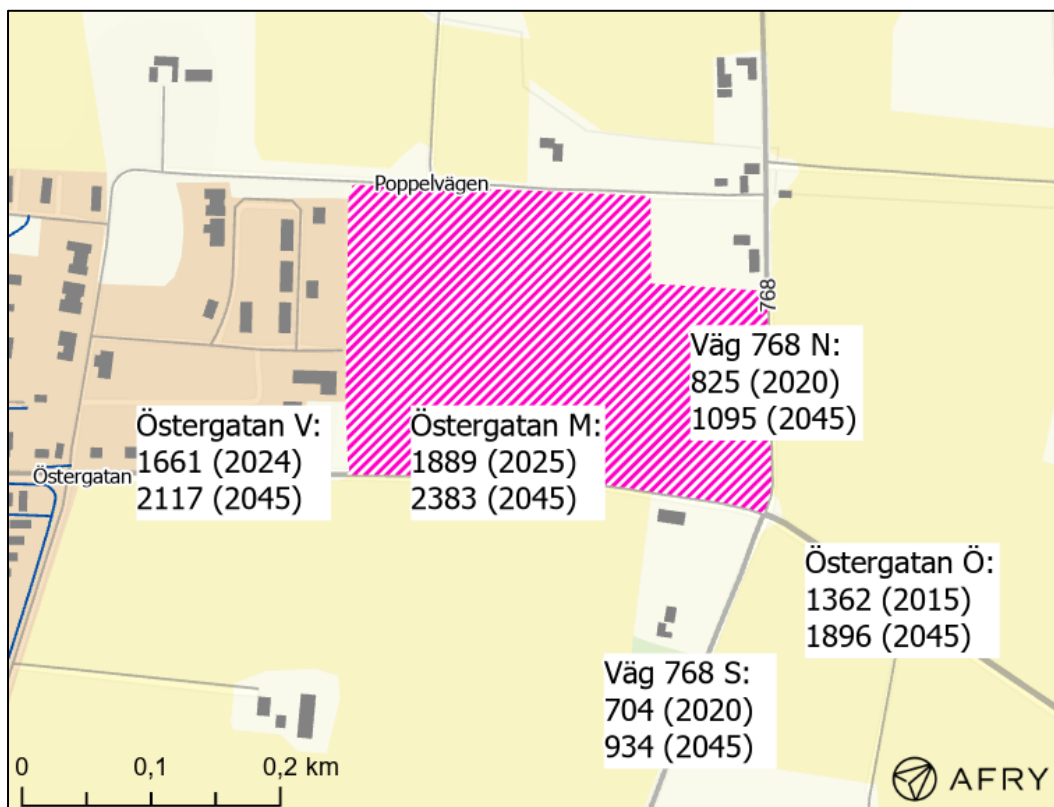 Poppelvägen
768
Väg 768 N:
825 (2020)
1095 (2045)
Östergatan V:
1661 (2024)
2117 (2045)
Östergatan M:
1889 (2025)
2383 (2045)
Östergatan
Östergatan Ö:
1362 (2015)
1896 (2045)
Väg 768 S:
704 (2020)
934 (2045)
0 0,1 0,2 km
AFRY